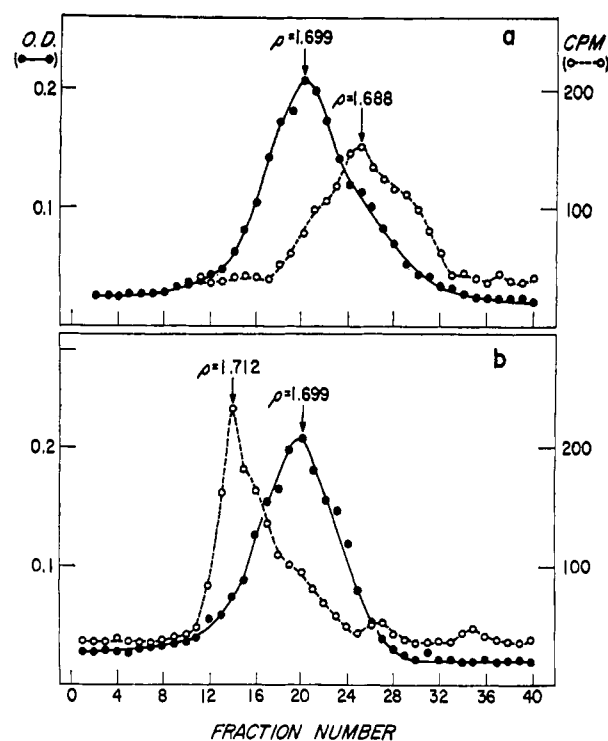 O.D.
(●—●)
a
CPM
(○---○)
ρ=1.699
ρ=1.688
0.2
0.1
200
100
b
ρ=1.712
ρ=1.699
0.2
0.1
200
100
0 4 8 12 16 20 24 28 32 36 40
FRACTION NUMBER